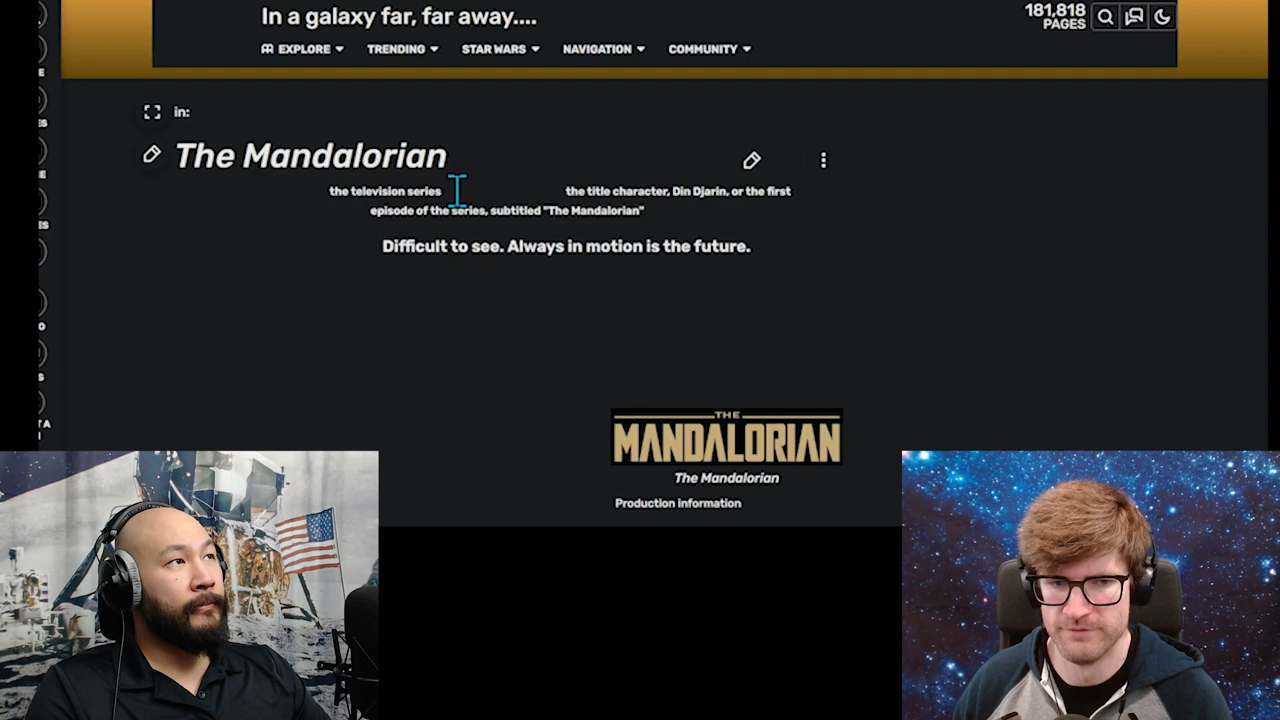 In a galaxy far, far away....
181,818
PAGES
EXPLORE
TRENDING
STAR WARS
NAVIGATION
COMMUNITY
in:
The Mandalorian
the television series
the title character, Din Djarin, or the first
episode of the series, subtitled "The Mandalorian"
Difficult to see. Always in motion is the future.
THE
MANDALORIAN
The Mandalorian
Production information